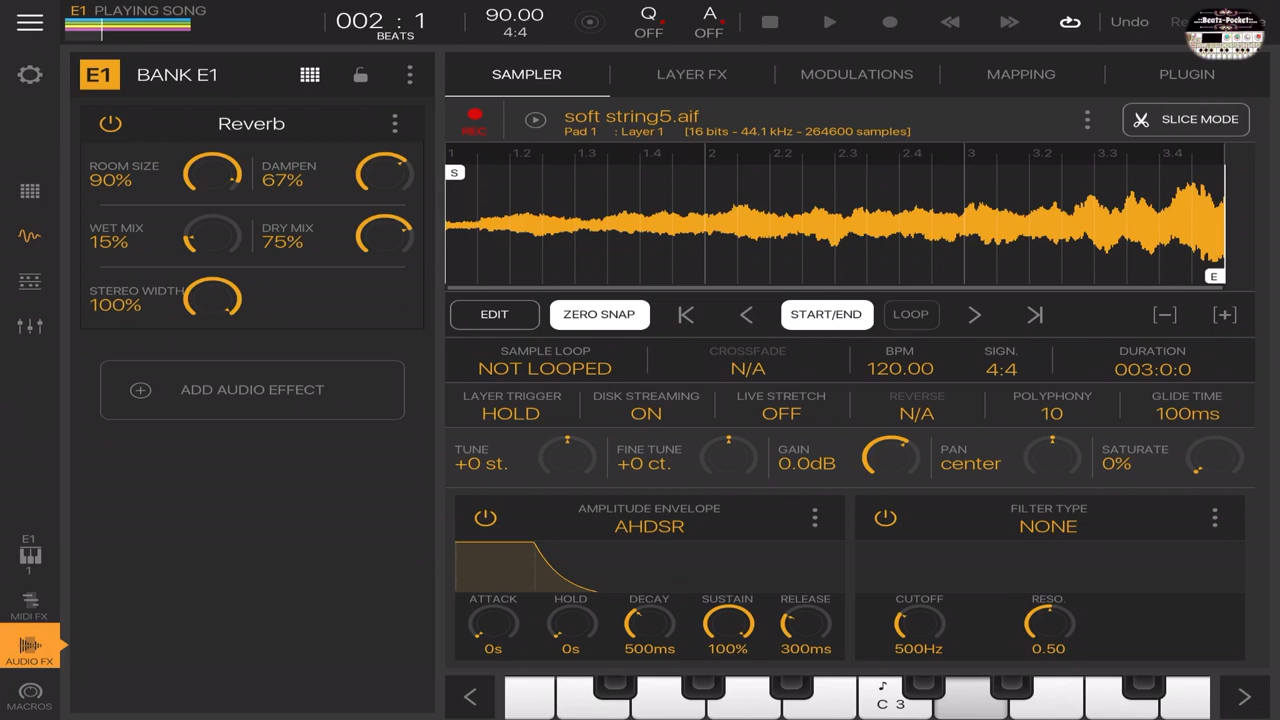 E1 PLAYING SONG
002 : 1
BEATS
90.00
4:4
Q
OFF
A
OFF
Undo
Beatz-Pocket
E1
BANK E1
Reverb
ROOM SIZE
90%
DAMPEN
67%
WET MIX
15%
DRY MIX
75%
STEREO WIDTH
100%
ADD AUDIO EFFECT
E1
1
MIDI FX
AUDIO FX
MACROS
SAMPLER
LAYER FX
MODULATIONS
MAPPING
PLUGIN
REC
soft string5.aif
Pad 1 : Layer 1 [16 bits - 44.1 kHz - 264600 samples]
SLICE MODE
1 1.2 1.3 1.4 2 2.2 2.3 2.4 3 3.2 3.3 3.4
S
E
EDIT
ZERO SNAP
START/END
LOOP
[-]
[+]
SAMPLE LOOP
NOT LOOPED
CROSSFADE
N/A
BPM
120.00
SIGN.
4:4
DURATION
003:0:0
LAYER TRIGGER
HOLD
DISK STREAMING
ON
LIVE STRETCH
OFF
REVERSE
N/A
POLYPHONY
10
GLIDE TIME
100ms
TUNE
+0 st.
FINE TUNE
+0 ct.
GAIN
0.0dB
PAN
center
SATURATE
0%
AMPLITUDE ENVELOPE
AHDSR
ATTACK
0s
HOLD
0s
DECAY
500ms
SUSTAIN
100%
RELEASE
300ms
FILTER TYPE
NONE
CUTOFF
500Hz
RESO.
0.50
C 3